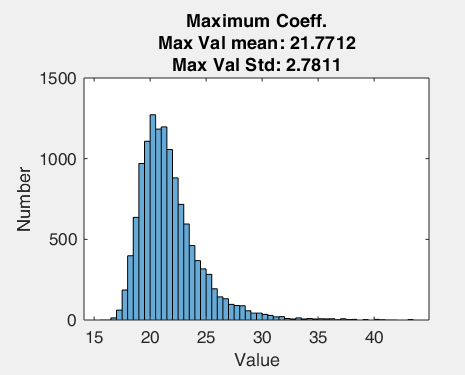 Maximum Coeff.
Max Val mean: 21.7712
Max Val Std: 2.7811
1500
1000
500
0
Number
15 20 25 30 35 40
Value